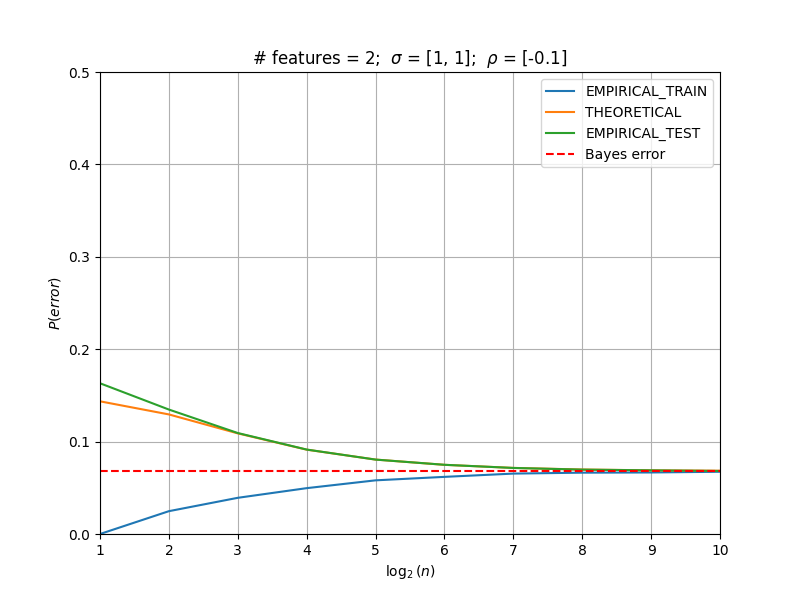 # features = 2; σ = [1, 1]; ρ = [-0.1]
EMPIRICAL_TRAIN
THEORETICAL
EMPIRICAL_TEST
Bayes error
P(error)
0.5
0.4
0.3
0.2
0.1
0.0
1 2 3 4 5 6 7 8 9 10
log₂(n)